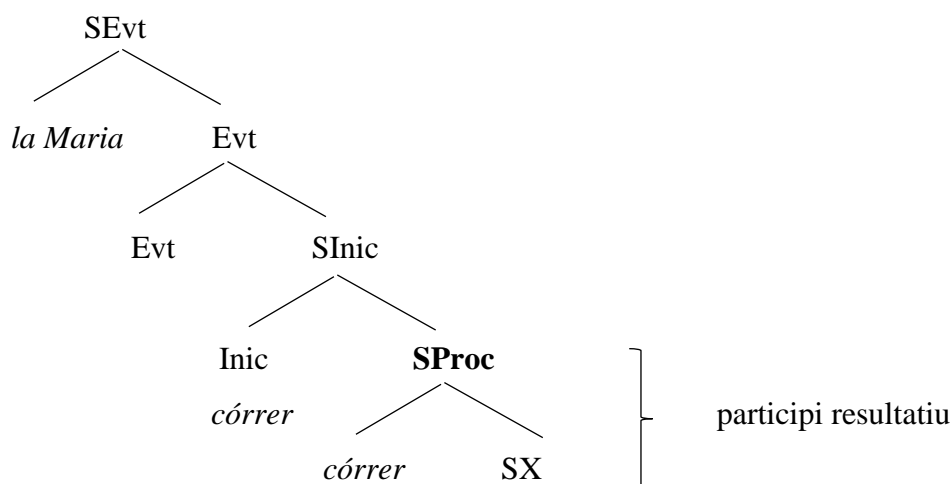 SEvt
la Maria Evt
Evt SInic
Inic SProc
córrer participi resultatiu
córrer SX